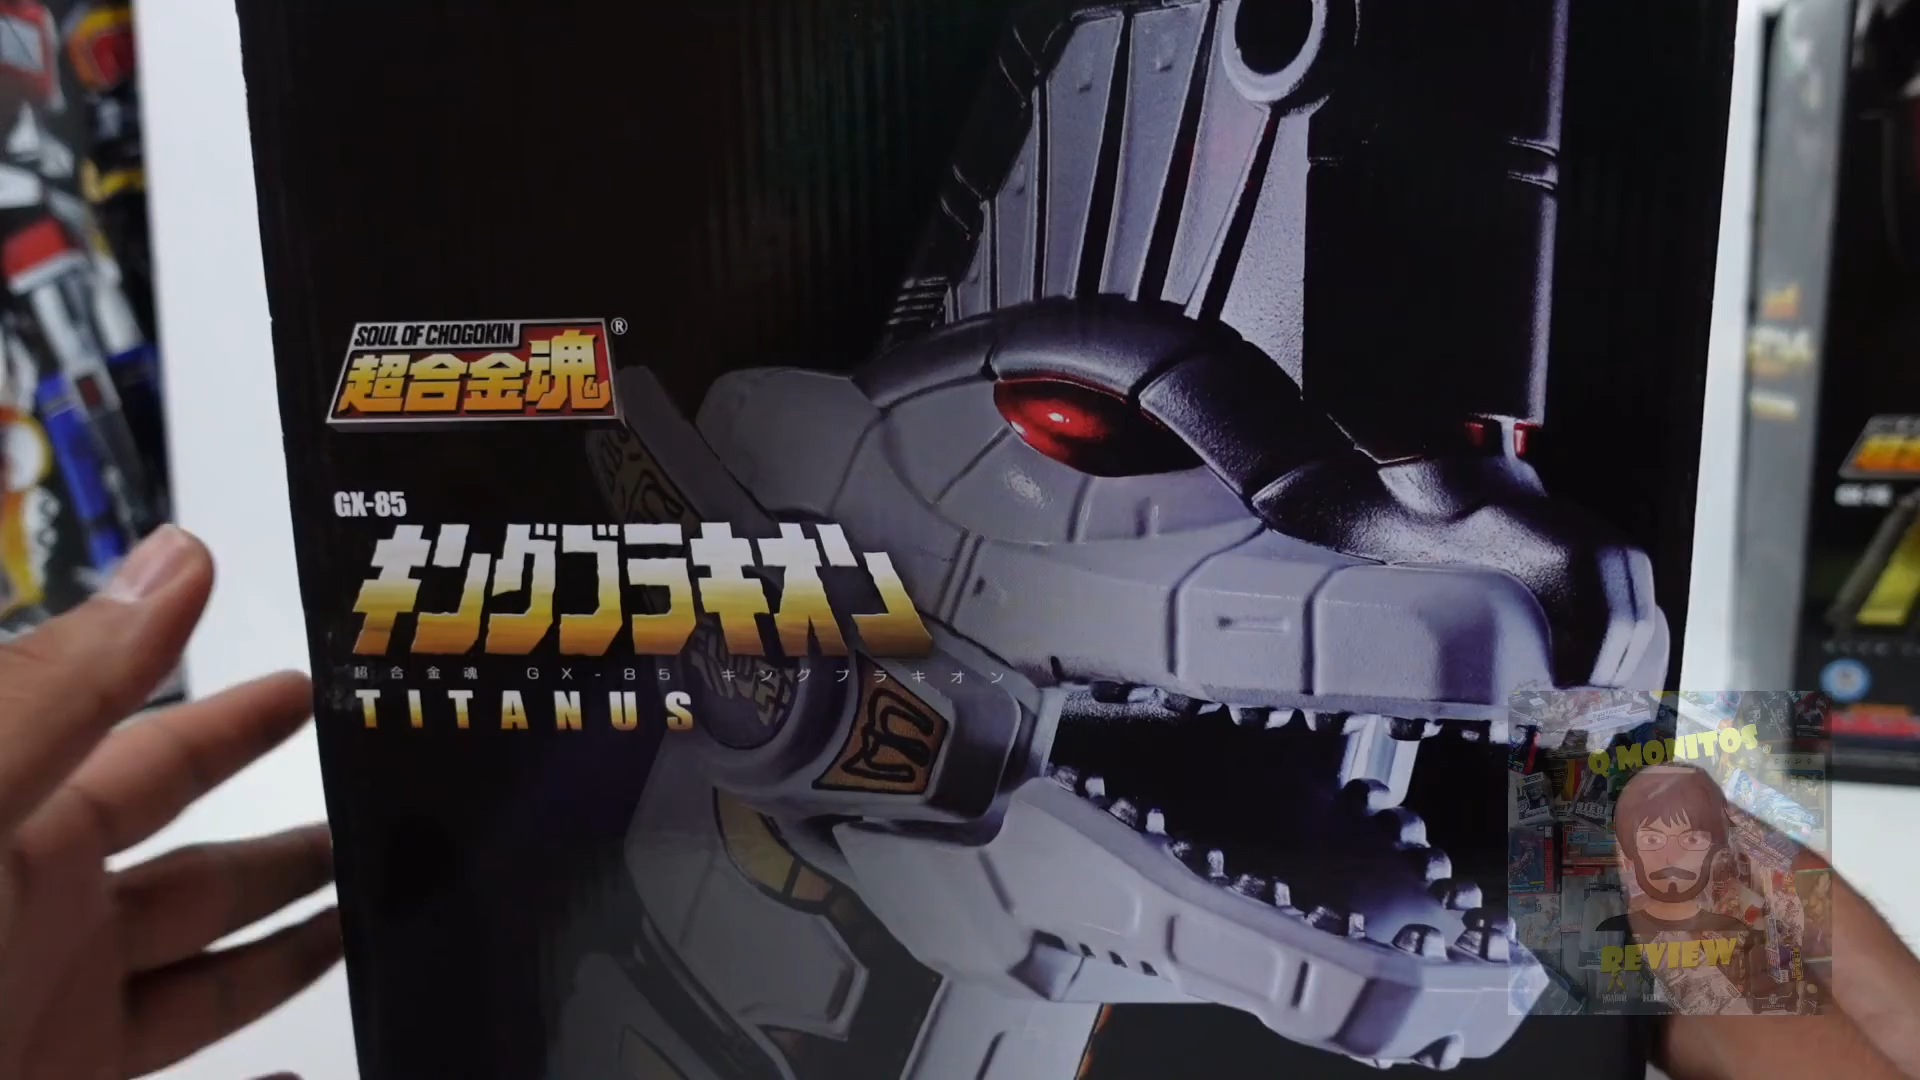 SOUL OF CHOGOKIN
®
超合金魂
GX-85
キングブラキオン
超合金魂 GX-85 キングブラキオン
TITANUS
Q MONITOS
REVIEW